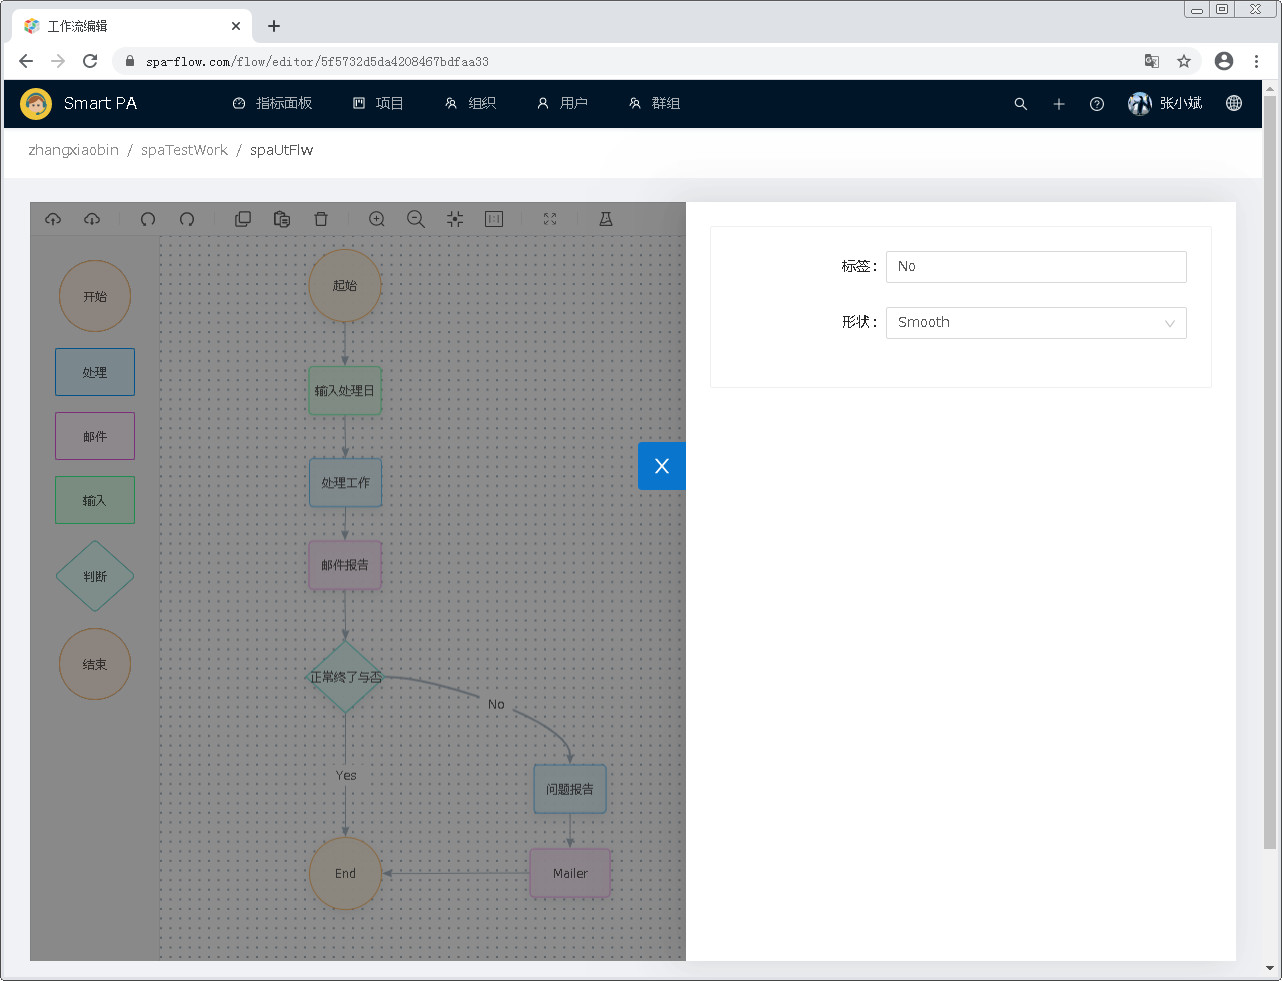 工作流编辑
spa-flow.com/flow/editor/5f5732d5da4208467bdfaa33
Smart PA 指标面板 项目 组织 用户 群组 张小斌
zhangxiaobin / spaTestWork / spaUtFlw
开始
处理
邮件
输入
判断
结束
起始
输入处理日
处理工作
邮件报告
正常终了与否
No
Yes
问题报告
End
Mailer
标签: No
形状: Smooth